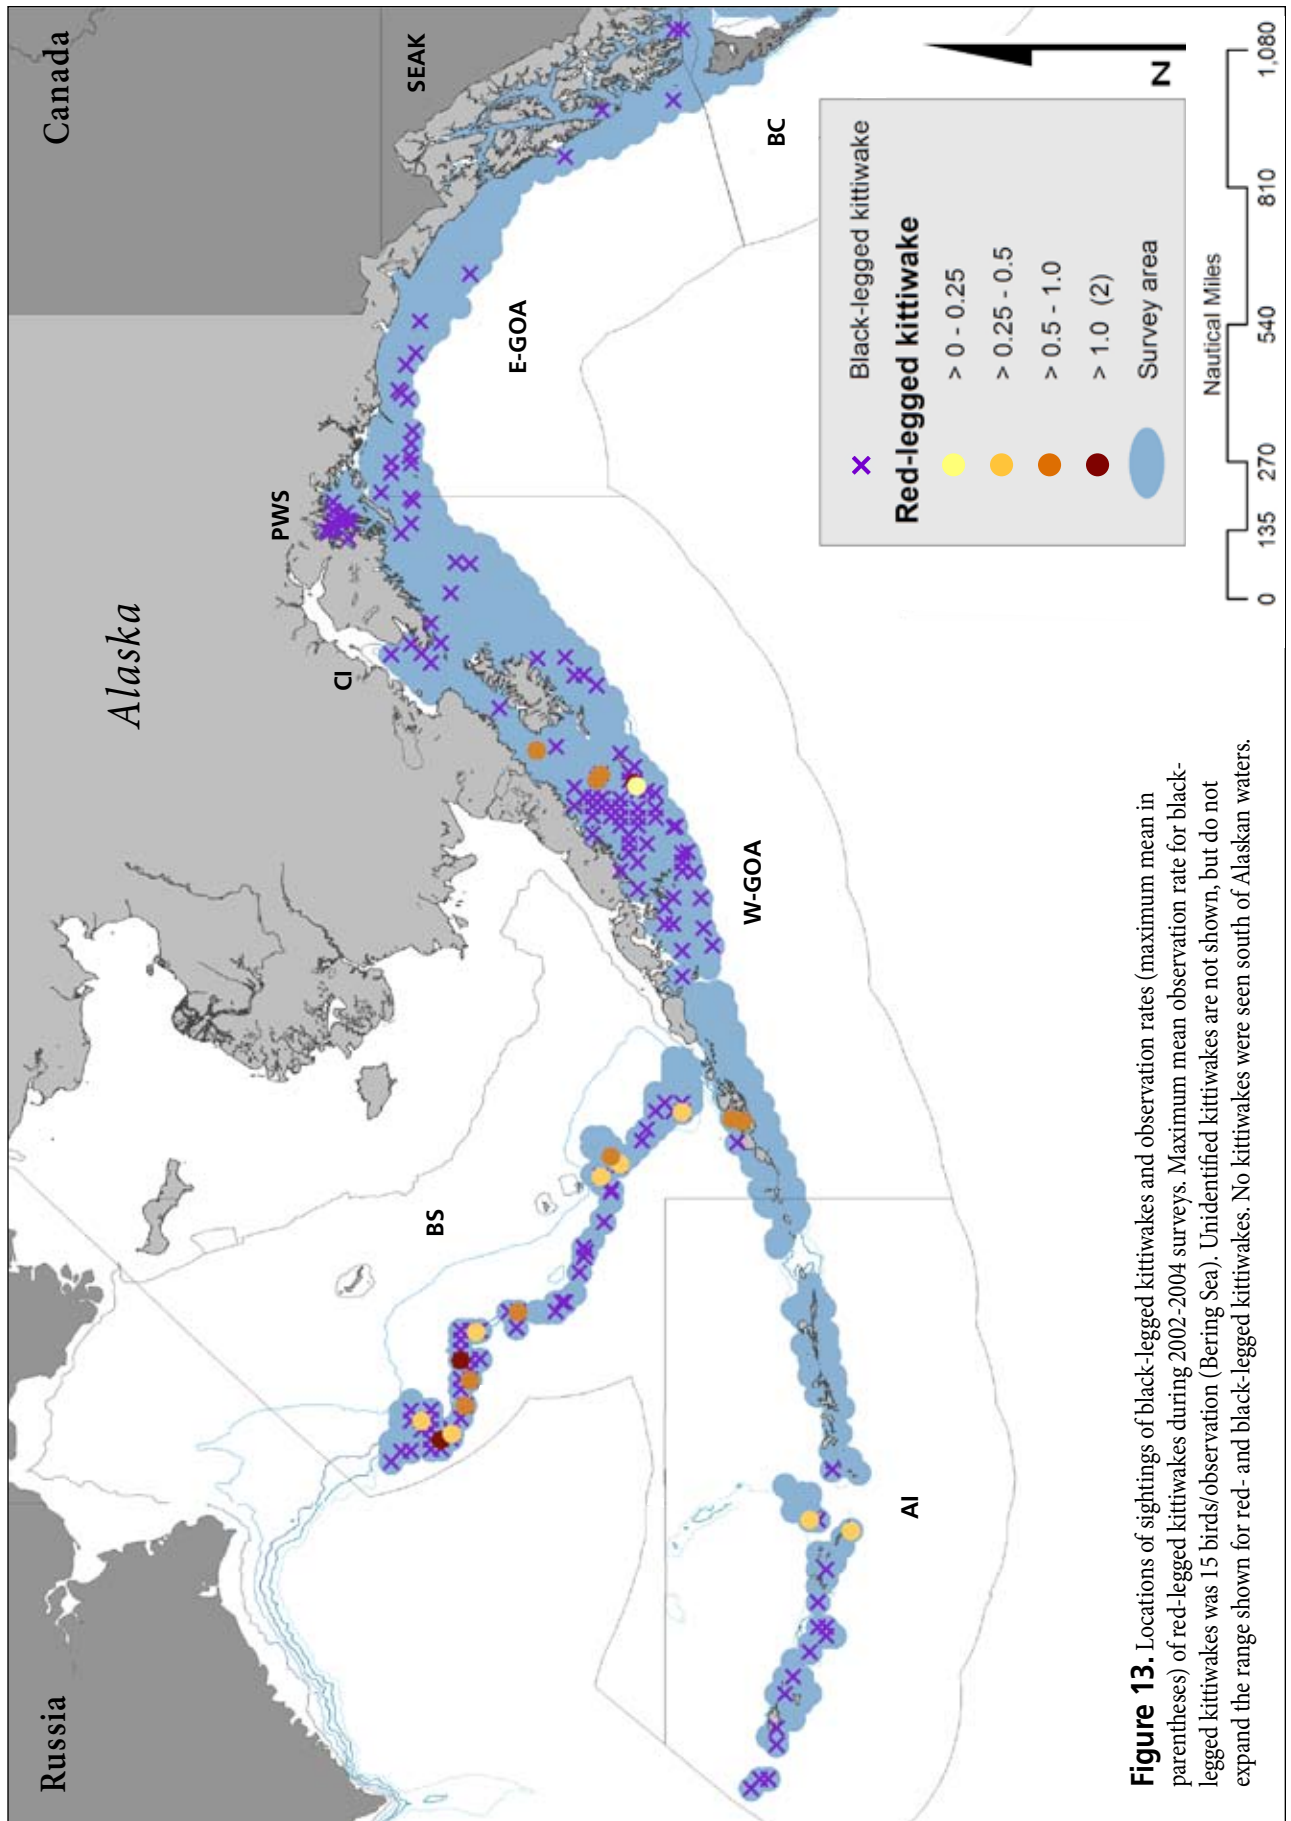 Russia
Alaska
Canada
SEAK
PWS
CI
BS
E-GOA
BC
W-GOA
AI
Black-legged kittiwake
Red-legged kittiwake
> 0 - 0.25
> 0.25 - 0.5
> 0.5 - 1.0
> 1.0 (2)
Survey area
N
Nautical Miles
0 135 270 540 810 1,080
Figure 13. Locations of sightings of black-legged kittiwakes and observation rates (maximum mean in
parentheses) of red-legged kittiwakes during 2002-2004 surveys. Maximum mean observation rate for black-
legged kittiwakes was 15 birds/observation (Bering Sea). Unidentified kittiwakes are not shown, but do not
expand the range shown for red- and black-legged kittiwakes. No kittiwakes were seen south of Alaskan waters.